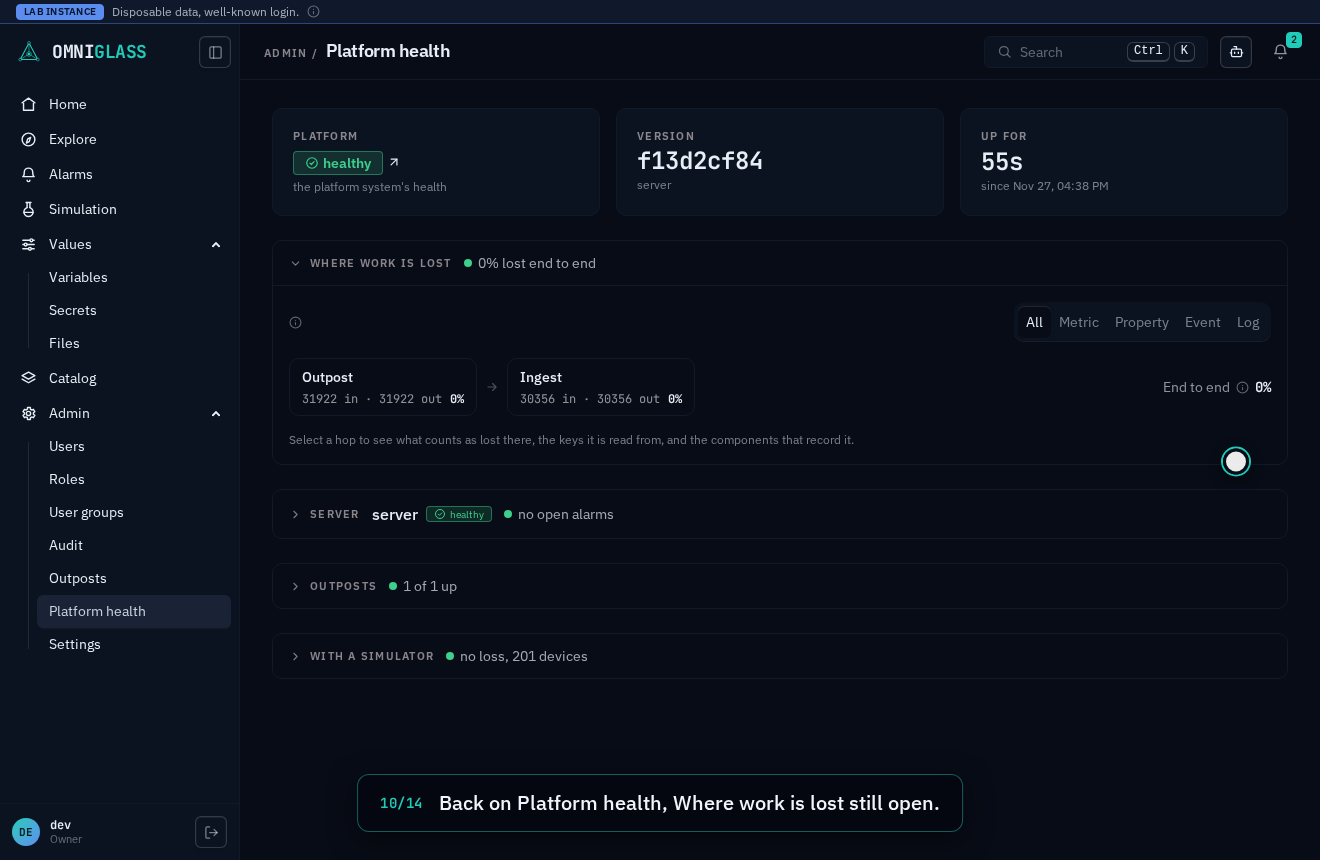 LAB INSTANCE Disposable data, well-known login.
OMNIGLASS
ADMIN / Platform health
Search Ctrl K
2
Home
Explore
Alarms
Simulation
Values
Variables
Secrets
Files
Catalog
Admin
Users
Roles
User groups
Audit
Outposts
Platform health
Settings
DE dev
Owner
PLATFORM
healthy
the platform system's health
VERSION
f13d2cf84
server
UP FOR
55s
since Nov 27, 04:38 PM
WHERE WORK IS LOST 0% lost end to end
All Metric Property Event Log
Outpost
31922 in · 31922 out 0%
Ingest
30356 in · 30356 out 0%
End to end 0%
Select a hop to see what counts as lost there, the keys it is read from, and the components that record it.
SERVER server healthy no open alarms
OUTPOSTS 1 of 1 up
WITH A SIMULATOR no loss, 201 devices
10/14 Back on Platform health, Where work is lost still open.